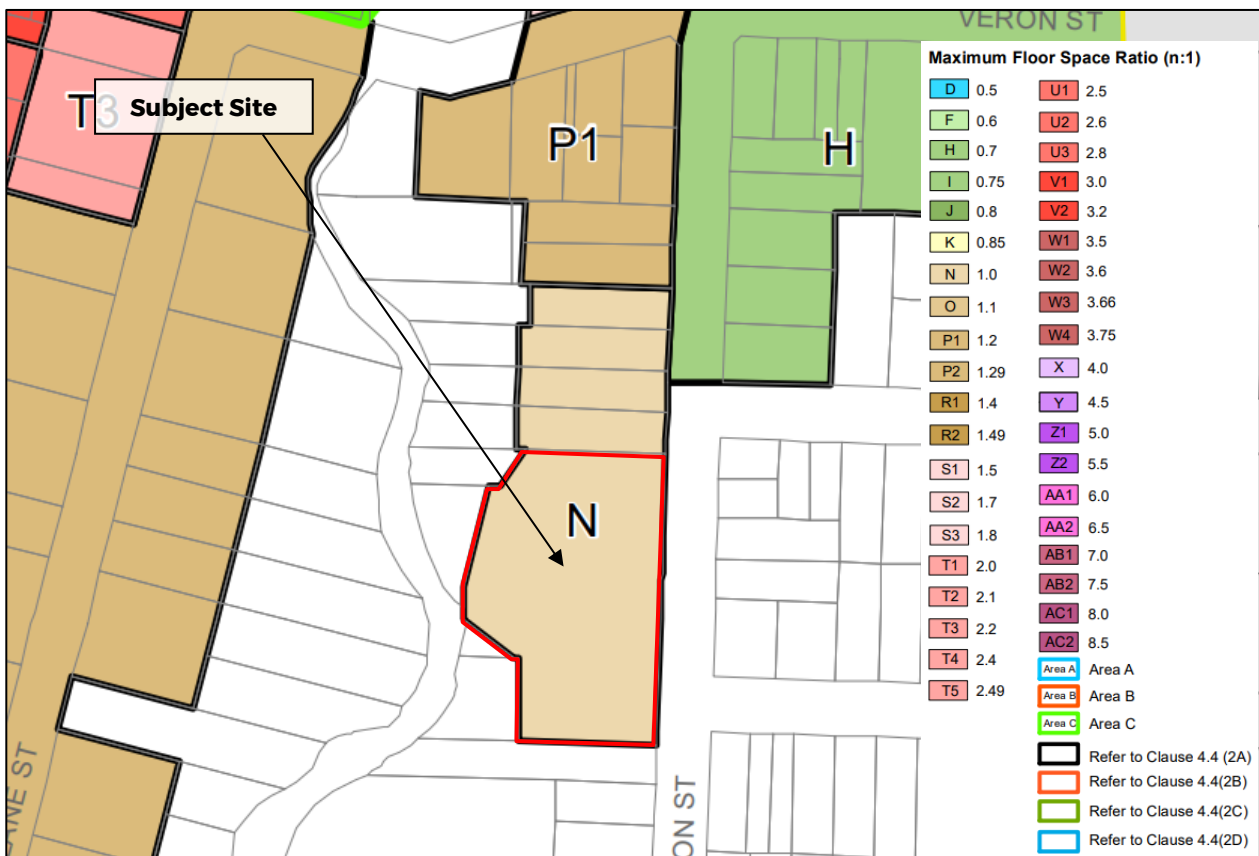 VERON ST
T3
Subject Site
P1
H
N
ANE ST
ON ST
Maximum Floor Space Ratio (n:1)
D 0.5
F 0.6
H 0.7
I 0.75
J 0.8
K 0.85
N 1.0
O 1.1
P1 1.2
P2 1.29
R1 1.4
R2 1.49
S1 1.5
S2 1.7
S3 1.8
T1 2.0
T2 2.1
T3 2.2
T4 2.4
T5 2.49
U1 2.5
U2 2.6
U3 2.8
V1 3.0
V2 3.2
W1 3.5
W2 3.6
W3 3.66
W4 3.75
X 4.0
Y 4.5
Z1 5.0
Z2 5.5
AA1 6.0
AA2 6.5
AB1 7.0
AB2 7.5
AC1 8.0
AC2 8.5
Area A Area A
Area B Area B
Area C Area C
Refer to Clause 4.4 (2A)
Refer to Clause 4.4(2B)
Refer to Clause 4.4(2C)
Refer to Clause 4.4(2D)